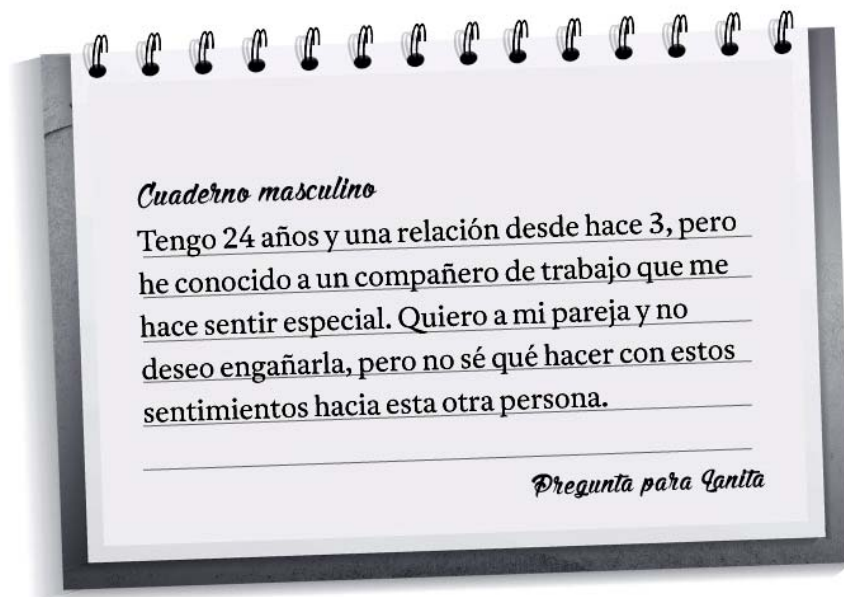 Cuaderno masculino
Tengo 24 años y una relación desde hace 3, pero
he conocido a un compañero de trabajo que me
hace sentir especial. Quiero a mi pareja y no
deseo engañarla, pero no sé qué hacer con estos
sentimientos hacia esta otra persona.
Pregunta para Lanita